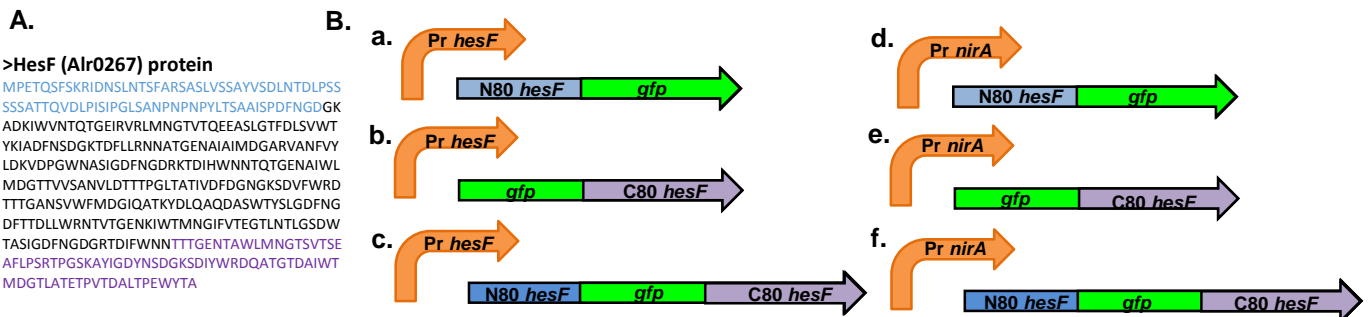 A.
>HesF (Alr0267) protein
MPETQSFSKRIDNSLNTSFARSASLVSSAYVSDLNTDLPSS
SSSATTQVDLPISIPGLSANPNPNPYLTSAAISPDFNGDGK
ADKIWVNTQTGEIRVRLMNGTVTQEEASLGTFDLSVWT
YKIADFNSDGKTDFLLRNNATGENAIAIMDGARVANFVY
LDKVDPGWNASIGDFNGDRKTDIHWNNTQTGENAIWL
MDGTTVVSANVLDTTTPGLTATIVDFDGNGKSDVFWRD
TTTGANSVWFMDGIQATKYDLQAQDASWTYSLGDFNG
DFTTDLLWRNTVTGENKIWTMNGIFVTEGTLNTLGSDW
TASIGDFNGDGRTDIFWNNTTTGENTAWLMNGTSVTSE
AFLPSRTPGSKAYIGDYNSDGKSDIYWRDQATGTDAIWT
MDGTLATETPVTDALTPEWYTA
B.
a.
Pr hesF
N80 hesF
gfp
b.
Pr hesF
gfp
C80 hesF
c.
Pr hesF
N80 hesF
gfp
C80 hesF
d.
Pr nirA
N80 hesF
gfp
e.
Pr nirA
gfp
C80 hesF
f.
Pr nirA
N80 hesF
gfp
C80 hesF